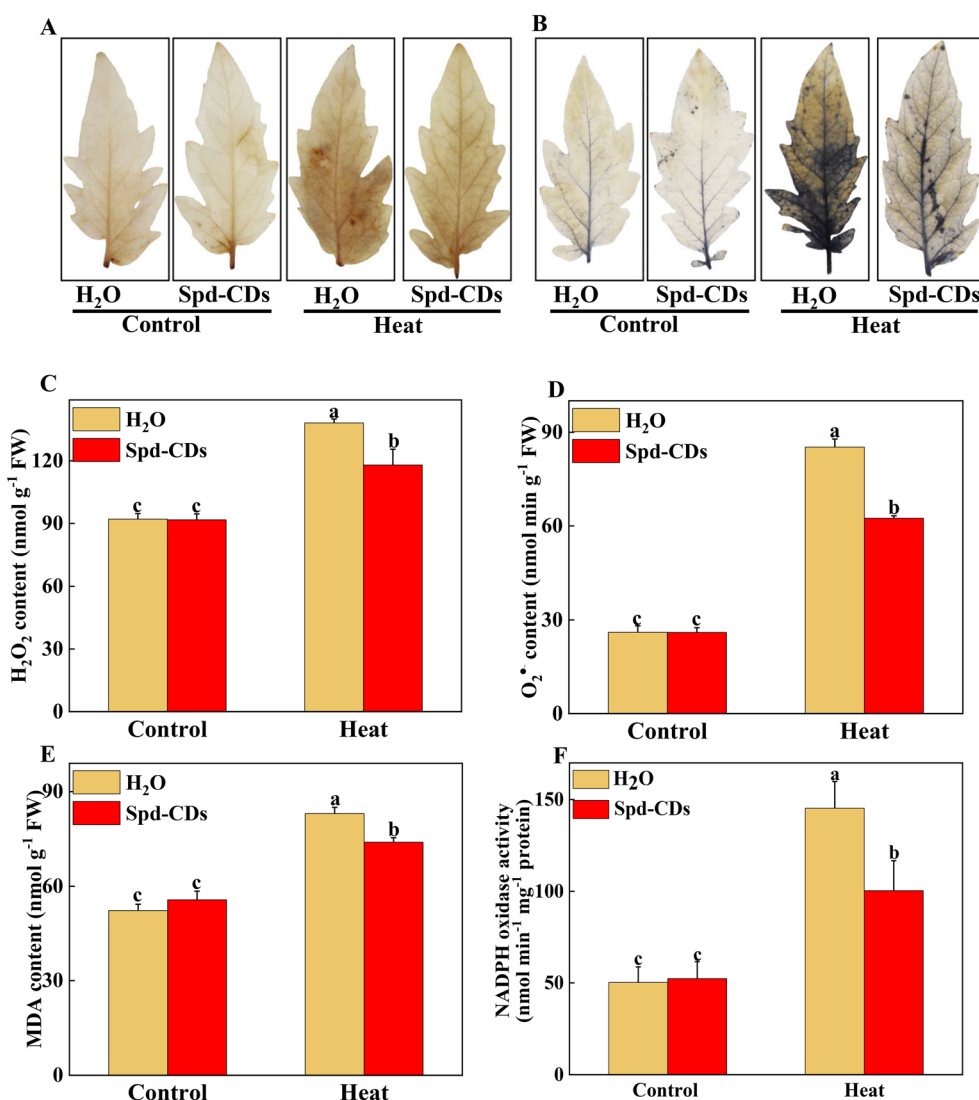 A
B
H₂O Spd-CDs H₂O Spd-CDs
Control Heat
H₂O Spd-CDs H₂O Spd-CDs
Control Heat
C
H₂O
Spd-CDs
H₂O₂ content (nmol g⁻¹ FW)
120
90
60
30
0
c c a b
Control Heat
D
H₂O
Spd-CDs
O₂•⁻ content (nmol min g⁻¹ FW)
90
60
30
0
c c a b
Control Heat
E
H₂O
Spd-CDs
MDA content (nmol g⁻¹ FW)
90
60
30
0
c c a b
Control Heat
F
H₂O
Spd-CDs
NADPH oxidase activity
(nmol min⁻¹ mg⁻¹ protein)
150
100
50
0
c c a b
Control Heat